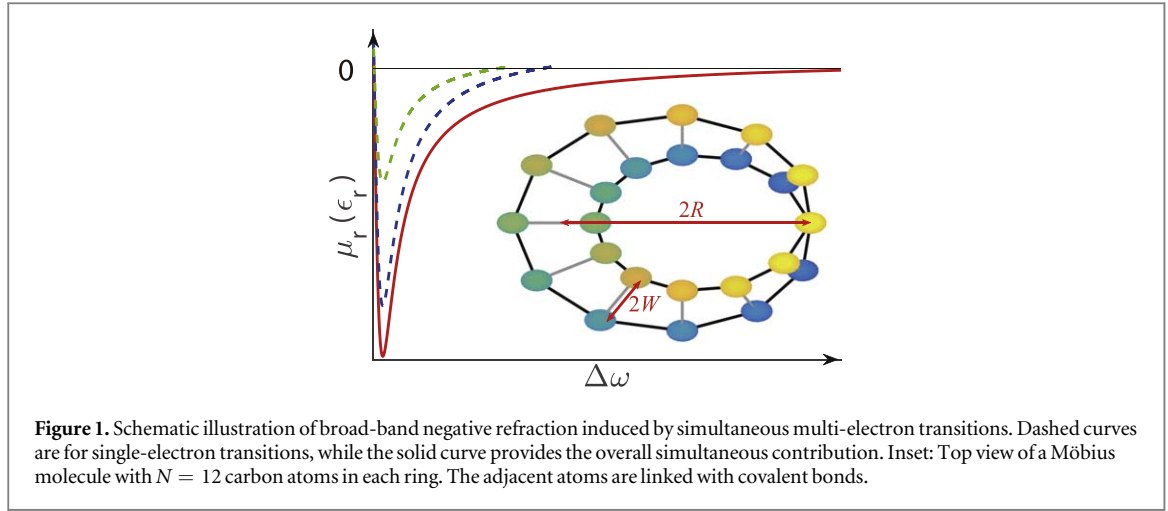 0
μr (ϵr)
2R
2W
Δω
Figure 1. Schematic illustration of broad-band negative refraction induced by simultaneous multi-electron transitions. Dashed curves
are for single-electron transitions, while the solid curve provides the overall simultaneous contribution. Inset: Top view of a Möbius
molecule with N = 12 carbon atoms in each ring. The adjacent atoms are linked with covalent bonds.